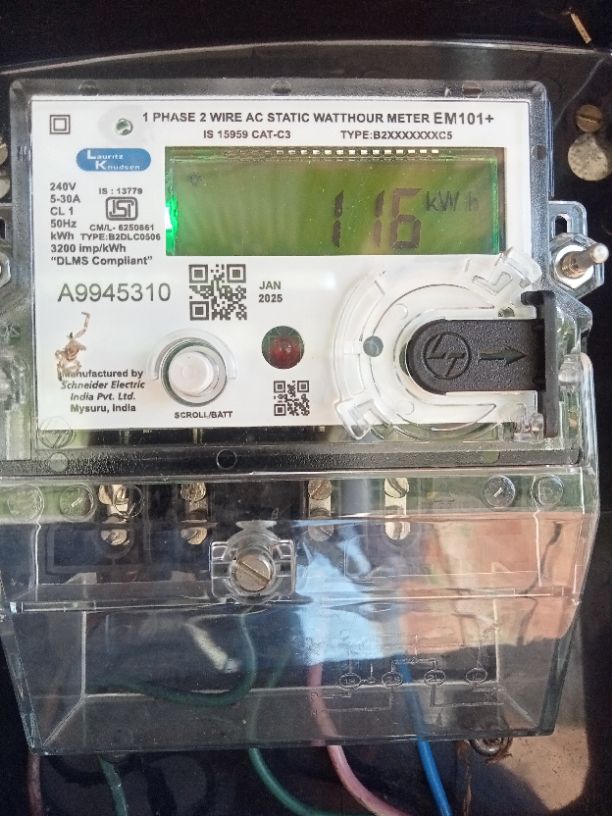 1 PHASE 2 WIRE AC STATIC WATTHOUR METER EM101+
IS 15959 CAT-C3 TYPE:B2XXXXXXXC5
Lauritz
Knudsen
116 kWh
240V
5-30A
CL 1
50Hz
kWh
IS : 13779
ISI
CM/L- 6250861
TYPE:B2DLC0506
3200 imp/kWh
"DLMS Compliant"
A9945310
JAN
2025
Manufactured by
Schneider Electric
India Pvt. Ltd.
Mysuru, India
SCROLL/BATT
LT